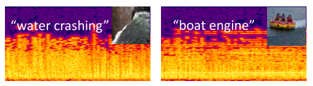 “water crashing”
“boat engine”